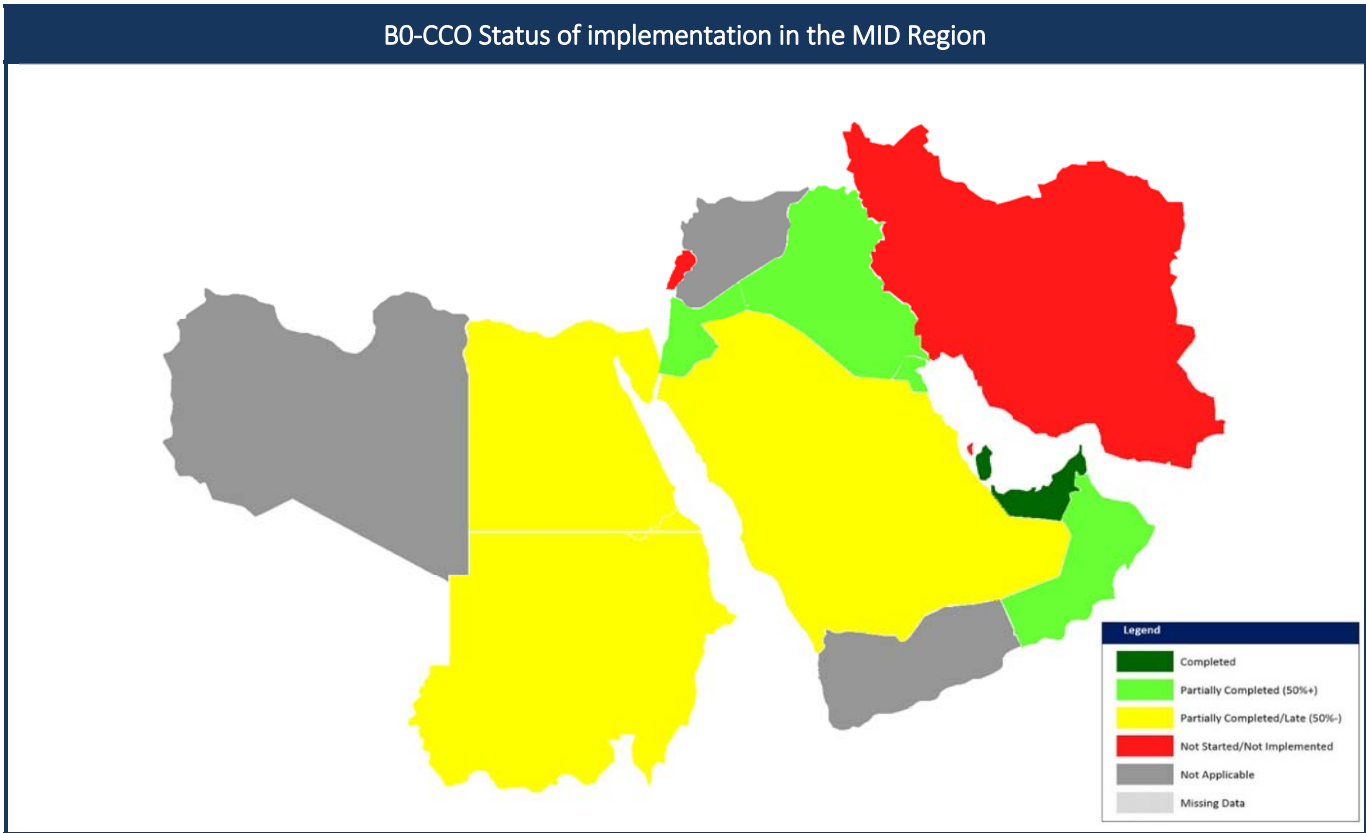 B0-CCO Status of implementation in the MID Region
Legend
Completed
Partially Completed (50%+)
Partially Completed/Late (50%-)
Not Started/Not Implemented
Not Applicable
Missing Data